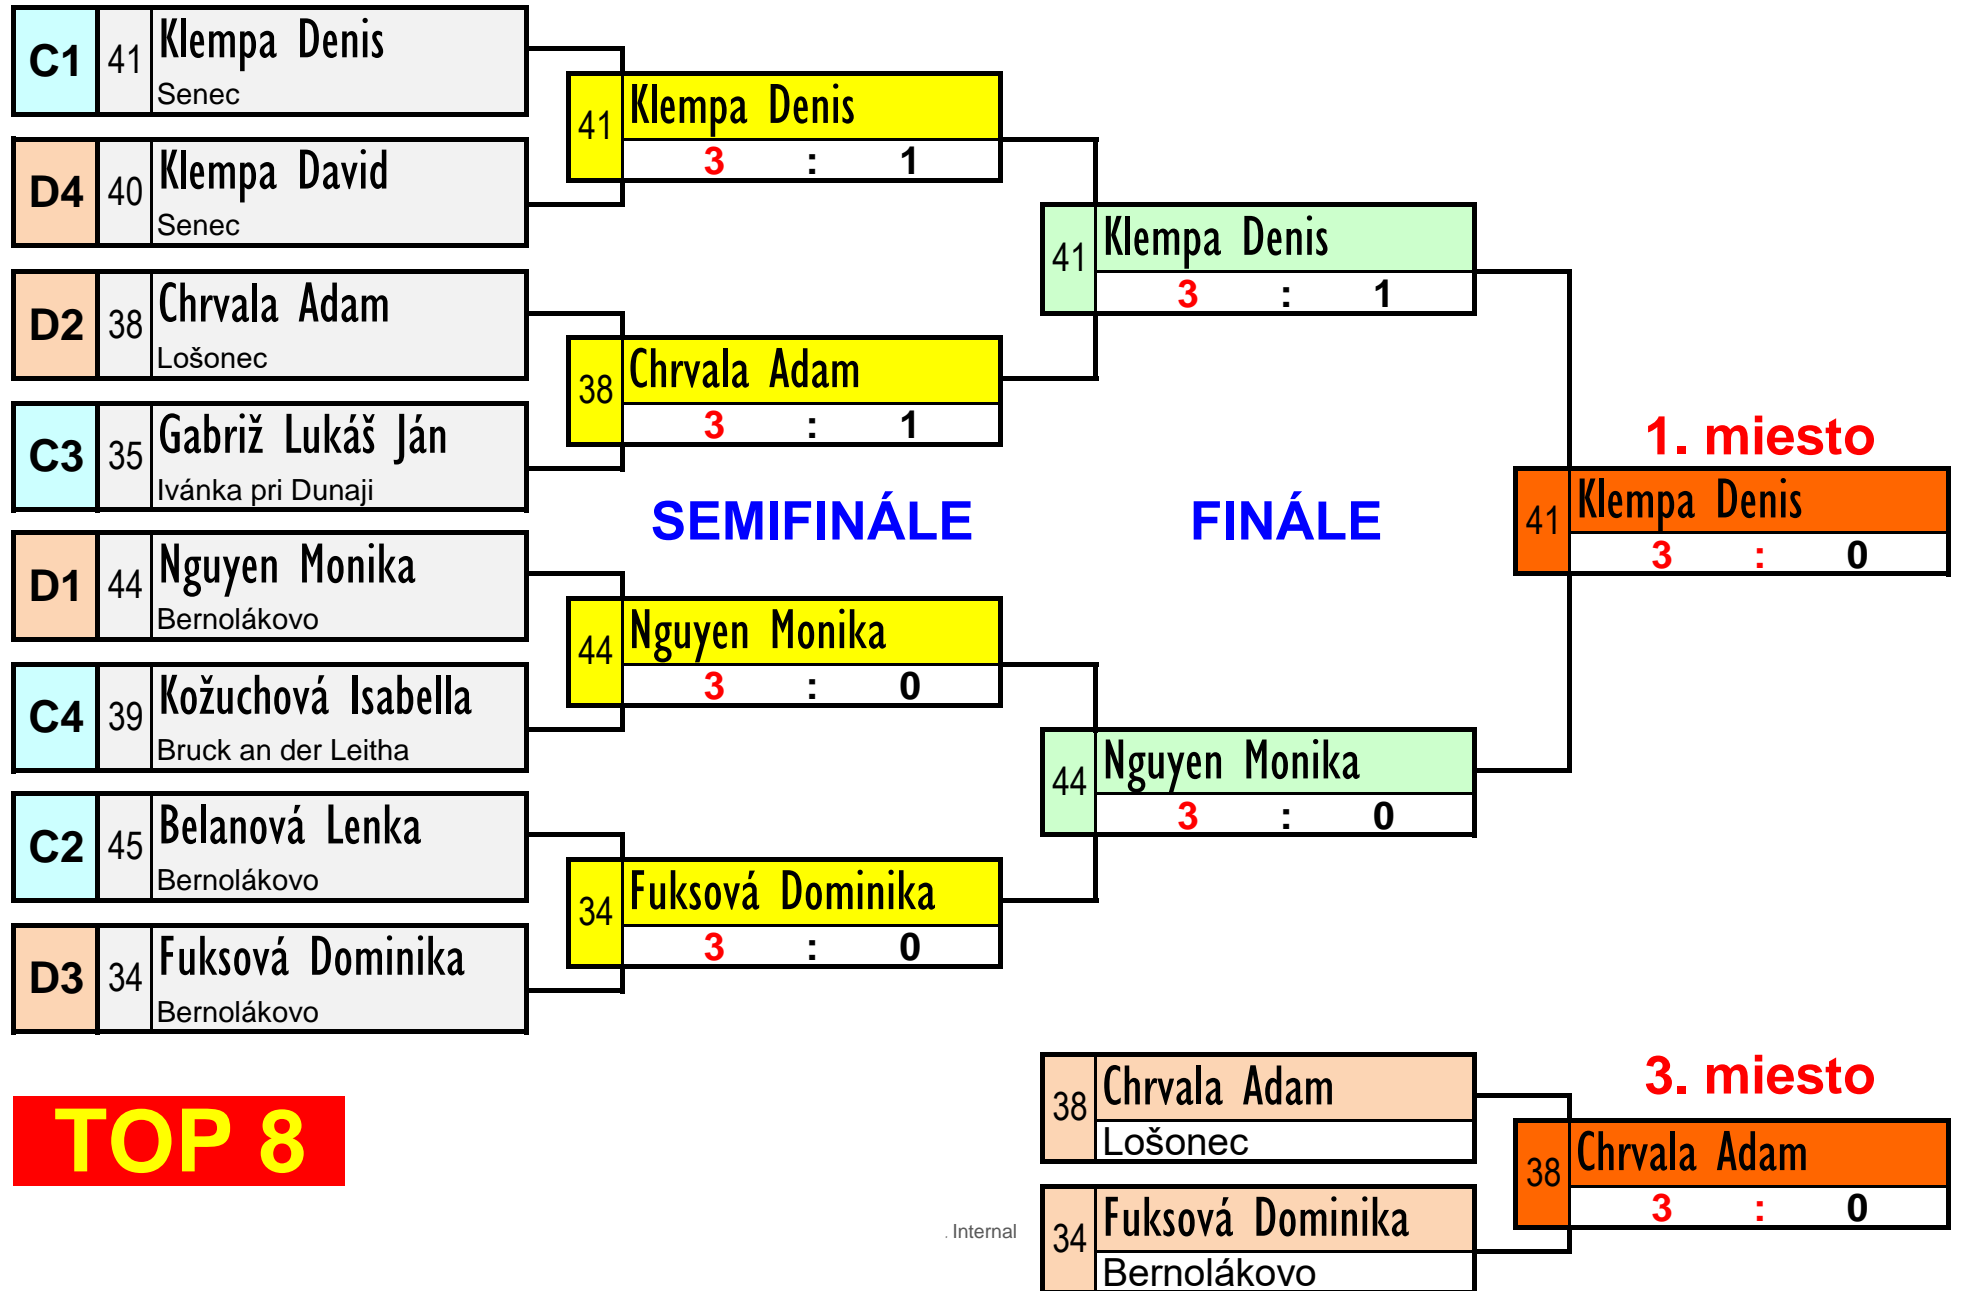 C1 41 Klempa Denis
Senec
D4 40 Klempa David
Senec
D2 38 Chrvala Adam
Lošonec
C3 35 Gabriž Lukáš Ján
Ivánka pri Dunaji
D1 44 Nguyen Monika
Bernolákovo
C4 39 Kožuchová Isabella
Bruck an der Leitha
C2 45 Belanová Lenka
Bernolákovo
D3 34 Fuksová Dominika
Bernolákovo
41 Klempa Denis
3 : 1
38 Chrvala Adam
3 : 1
SEMIFINÁLE
44 Nguyen Monika
3 : 0
34 Fuksová Dominika
3 : 0
41 Klempa Denis
3 : 1
FINÁLE
44 Nguyen Monika
3 : 0
1. miesto
41 Klempa Denis
3 : 0
TOP 8
. Internal
38 Chrvala Adam
Lošonec
34 Fuksová Dominika
Bernolákovo
3. miesto
38 Chrvala Adam
3 : 0